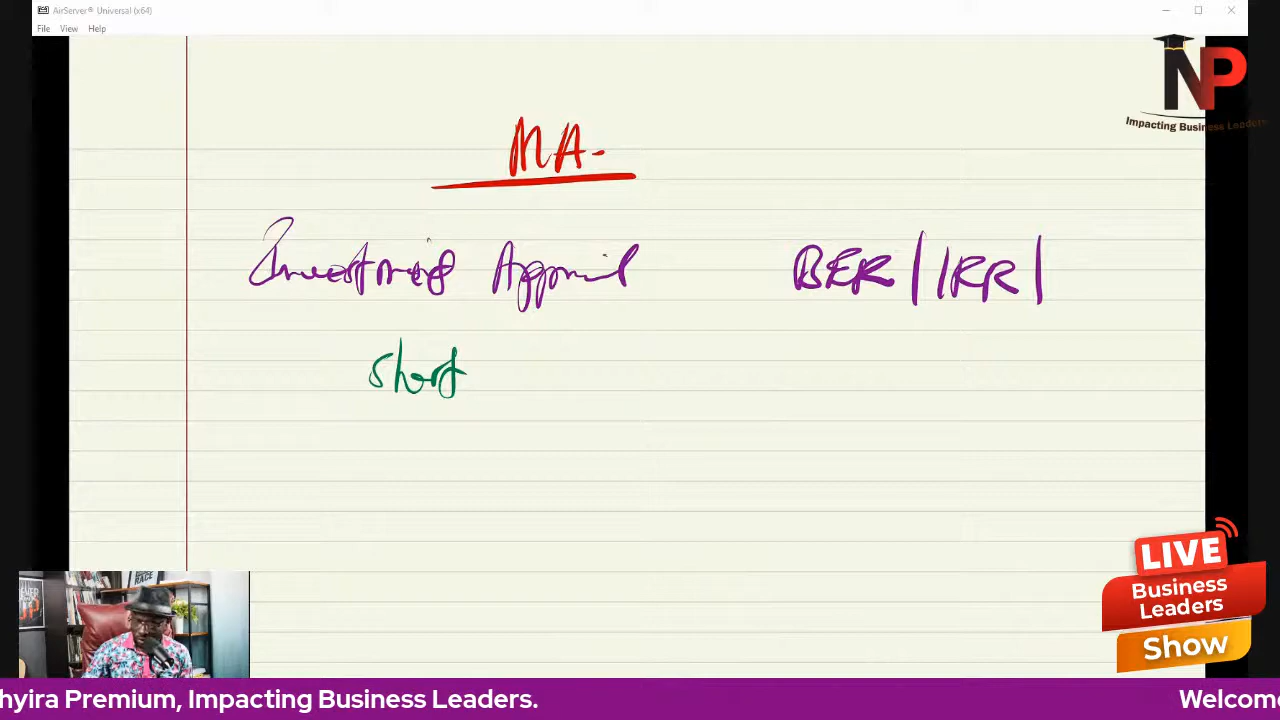 AirServer® Universal (x64)
File View Help
NP
Impacting Business Leaders
MA.
Investment Appraisal BER | IRR |
Short
LIVE
Business
Leaders
Show
hyira Premium, Impacting Business Leaders.
Welcome